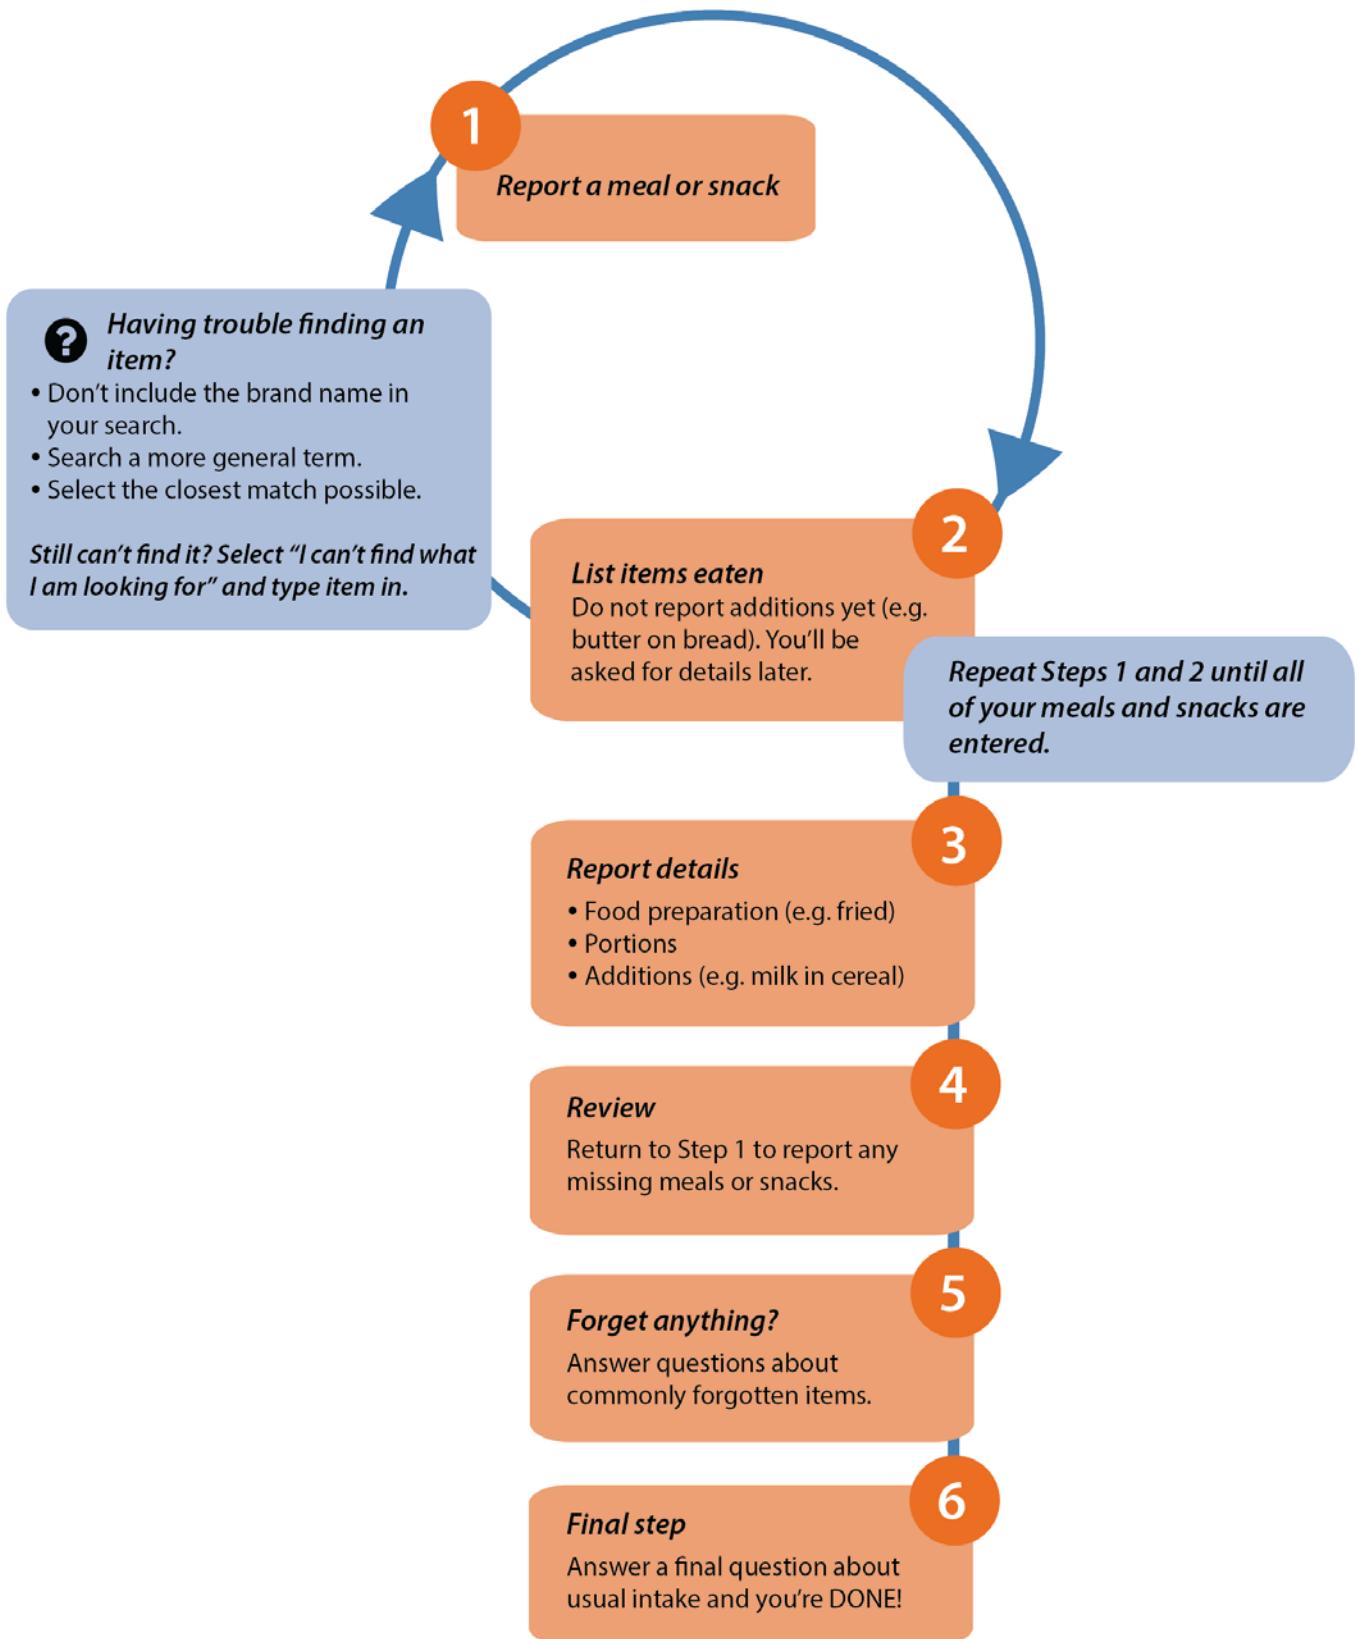 1
Report a meal or snack
Having trouble finding an
item?
• Don’t include the brand name in
your search.
• Search a more general term.
• Select the closest match possible.
Still can’t find it? Select “I can’t find what
I am looking for” and type item in.
2
List items eaten
Do not report additions yet (e.g.
butter on bread). You’ll be
asked for details later.
Repeat Steps 1 and 2 until all
of your meals and snacks are
entered.
3
Report details
• Food preparation (e.g. fried)
• Portions
• Additions (e.g. milk in cereal)
4
Review
Return to Step 1 to report any
missing meals or snacks.
5
Forget anything?
Answer questions about
commonly forgotten items.
6
Final step
Answer a final question about
usual intake and you’re DONE!